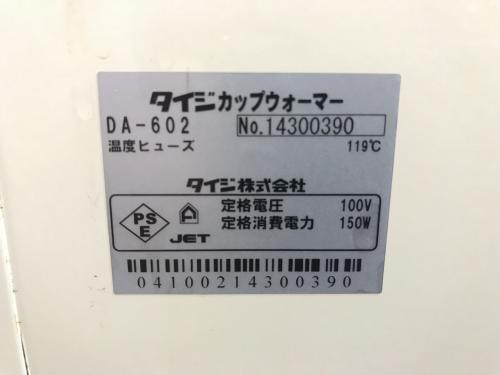 タイジカップウォーマー
DA-602 No.14300390
温度ヒューズ 119℃
タイジ株式会社
PS E JET 定格電圧 100V
定格消費電力 150W
04100214300390